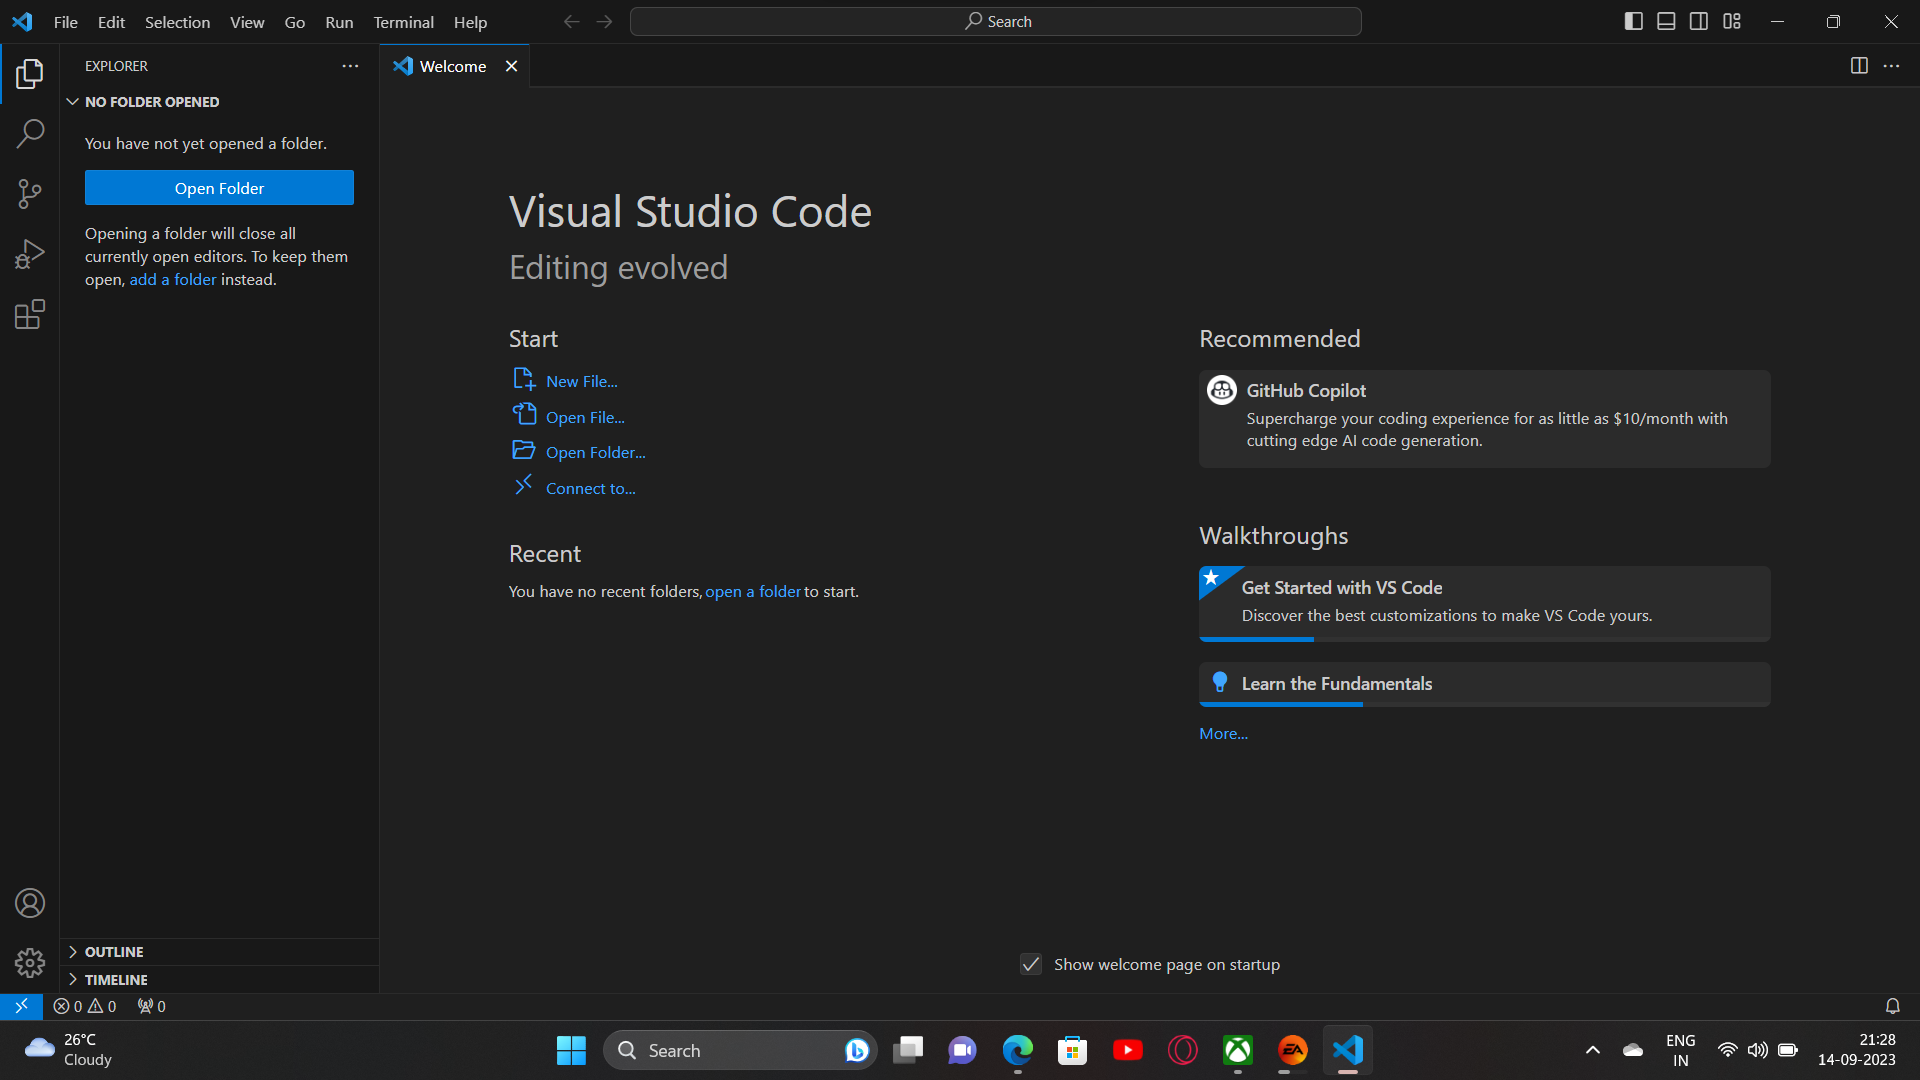 File Edit Selection View Go Run Terminal Help
Search
EXPLORER
Welcome
NO FOLDER OPENED
You have not yet opened a folder.
Open Folder
Opening a folder will close all
currently open editors. To keep them
open, add a folder instead.
OUTLINE
TIMELINE
Visual Studio Code
Editing evolved
Start
New File...
Open File...
Open Folder...
Connect to...
Recent
You have no recent folders, open a folder to start.
Recommended
GitHub Copilot
Supercharge your coding experience for as little as $10/month with
cutting edge AI code generation.
Walkthroughs
Get Started with VS Code
Discover the best customizations to make VS Code yours.
Learn the Fundamentals
More...
Show welcome page on startup
0 0 0
26°C
Cloudy
Search
EA
ENG
IN
21:28
14-09-2023